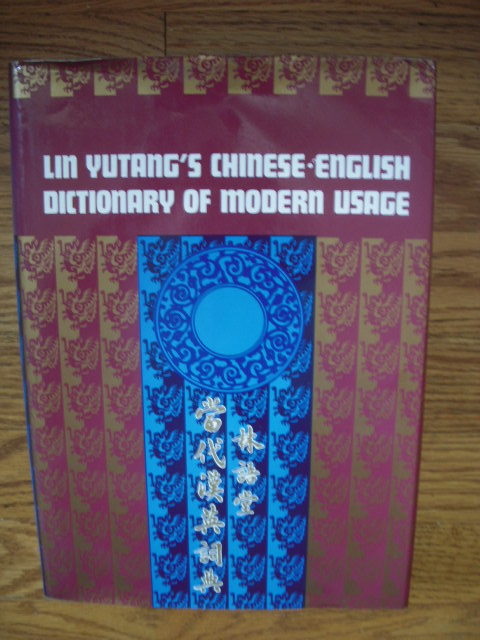 LIN YUTANG'S CHINESE-ENGLISH
DICTIONARY OF MODERN USAGE
林語堂
當代漢英詞典